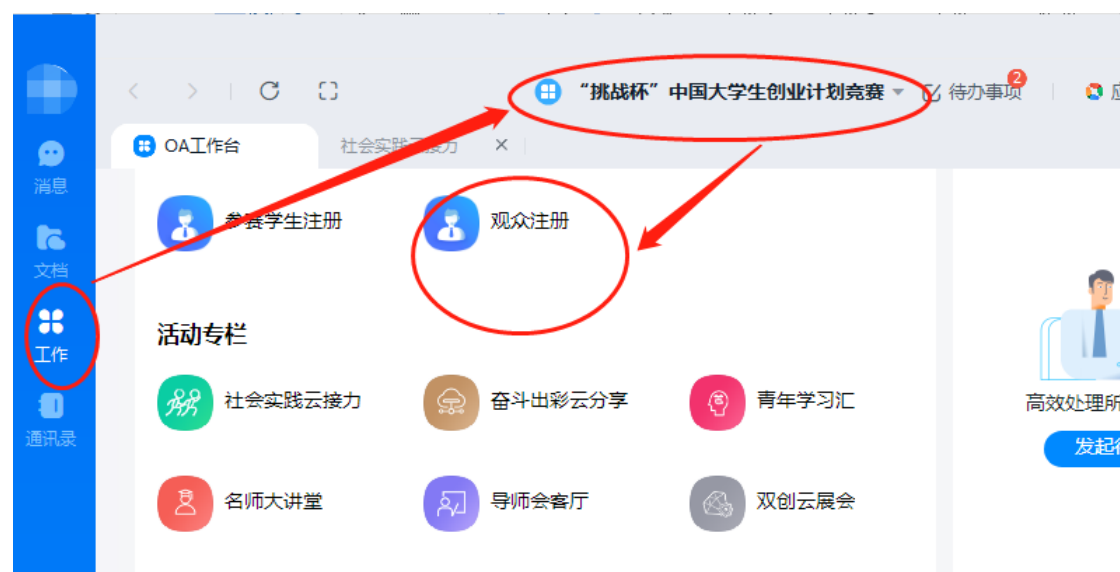 “挑战杯”中国大学生创业计划竞赛
待办事项
2
消息
文档
工作
通讯录
OA工作台
社会实践云接力
参赛学生注册
观众注册
活动专栏
社会实践云接力
奋斗出彩云分享
青年学习汇
名师大讲堂
导师会客厅
双创云展会
高效处理所
发起